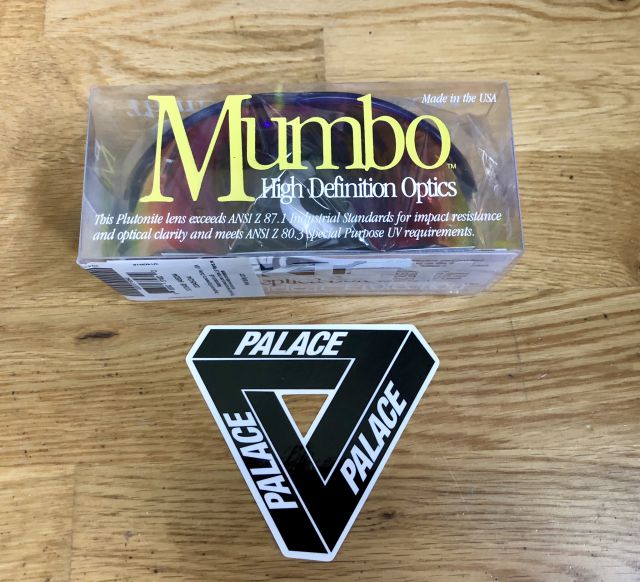 Made in the USA
Mumbo™
High Definition Optics
This Plutonite lens exceeds ANSI Z 87.1 Industrial Standards for impact resistance
and optical clarity and meets ANSI Z 80.3 Special Purpose UV requirements.
PALACE
PALACE
PALACE